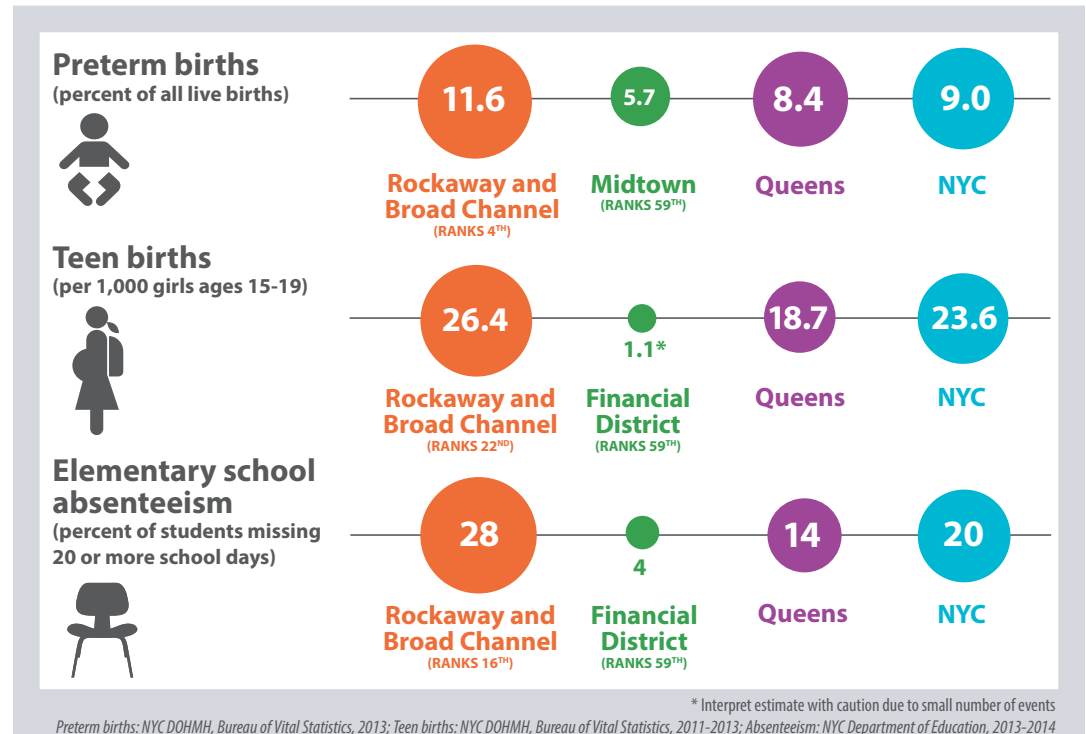 Preterm births
(percent of all live births)
11.6
5.7
8.4
9.0
Rockaway and
Broad Channel
(RANKS 4TH)
Midtown
(RANKS 59TH)
Queens
NYC
Teen births
(per 1,000 girls ages 15-19)
26.4
1.1*
18.7
23.6
Rockaway and
Broad Channel
(RANKS 22ND)
Financial
District
(RANKS 59TH)
Queens
NYC
Elementary school
absenteeism
(percent of students missing
20 or more school days)
28
4
14
20
Rockaway and
Broad Channel
(RANKS 16TH)
Financial
District
(RANKS 59TH)
Queens
NYC
* Interpret estimate with caution due to small number of events
Preterm births: NYC DOHMH, Bureau of Vital Statistics, 2013; Teen births: NYC DOHMH, Bureau of Vital Statistics, 2011-2013; Absenteeism: NYC Department of Education, 2013-2014